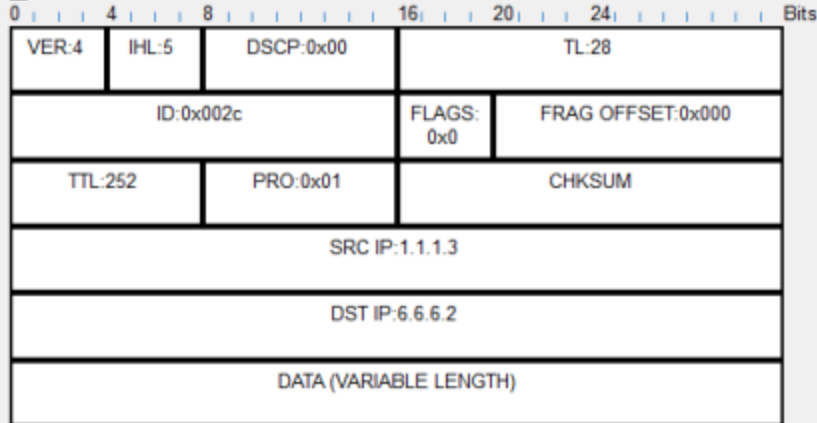 0 4 8 16 20 24 Bits
VER:4 IHL:5 DSCP:0x00 TL:28
ID:0x002c FLAGS: 0x0 FRAG OFFSET:0x000
TTL:252 PRO:0x01 CHKSUM
SRC IP:1.1.1.3
DST IP:6.6.6.2
DATA (VARIABLE LENGTH)